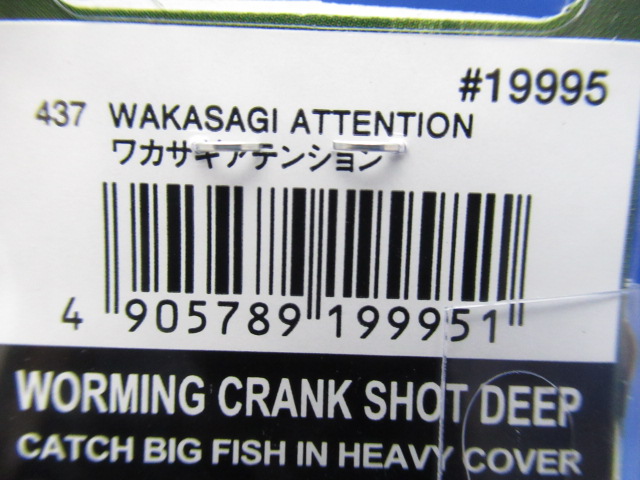 #19995
437 WAKASAGI ATTENTION
ワカサギアテンション
4 905789 199951
WORMING CRANK SHOT DEEP
CATCH BIG FISH IN HEAVY COVER